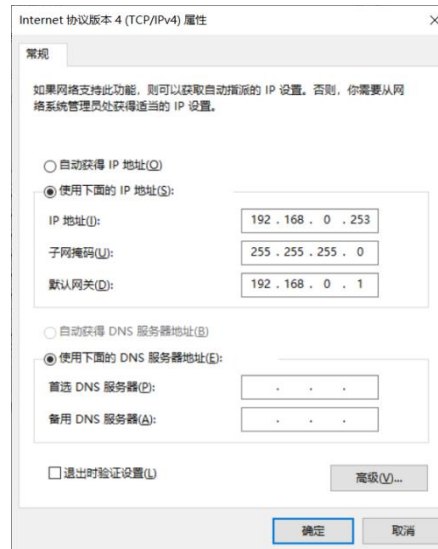 Internet 协议版本 4 (TCP/IPv4) 属性
常规
如果网络支持此功能，则可以获取自动指派的 IP 设置。否则，你需要从网
络系统管理员处获得适当的 IP 设置。
自动获得 IP 地址(O)
使用下面的 IP 地址(S):
IP 地址(I): 192 . 168 . 0 . 253
子网掩码(U): 255 . 255 . 255 . 0
默认网关(D): 192 . 168 . 0 . 1
自动获得 DNS 服务器地址(B)
使用下面的 DNS 服务器地址(E):
首选 DNS 服务器(P): . . .
备用 DNS 服务器(A): . . .
退出时验证设置(L)
高级(V)...
确定 取消